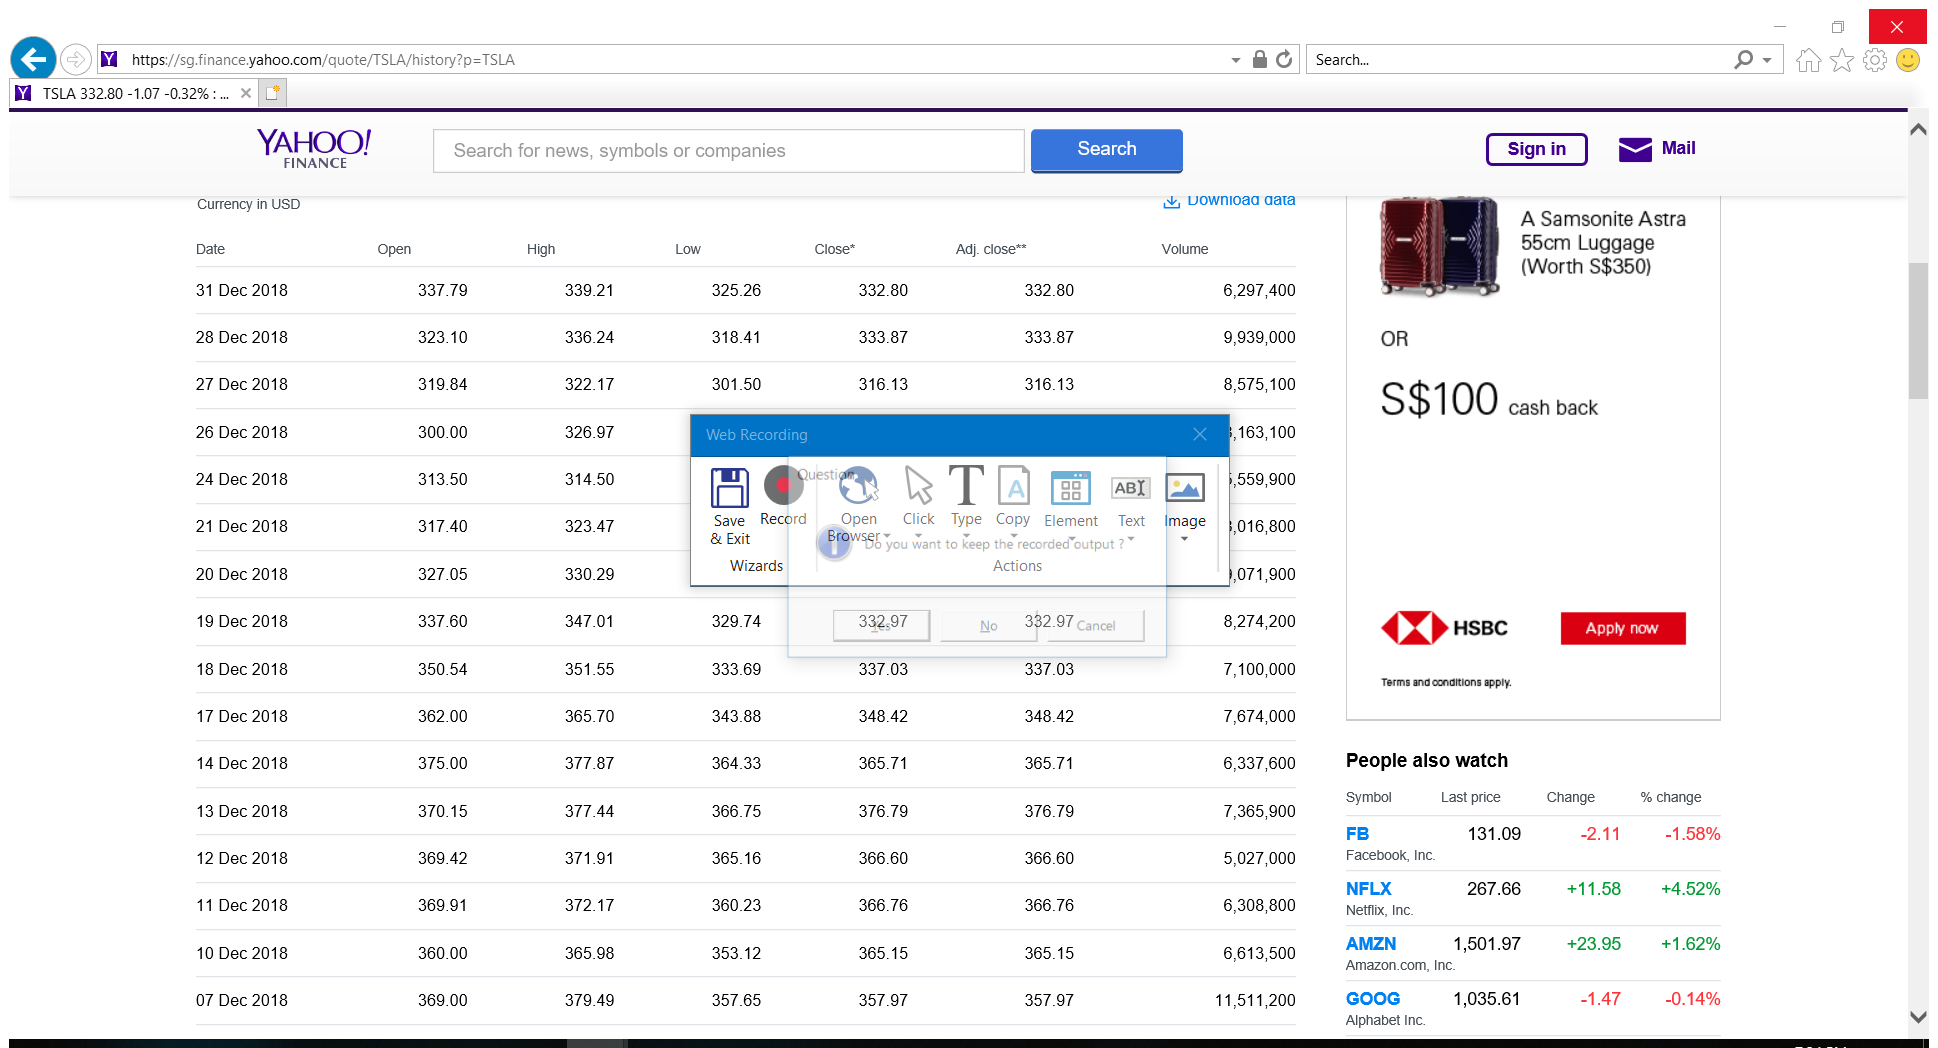 https://sg.finance.yahoo.com/quote/TSLA/history?p=TSLA
Search...
TSLA 332.80 -1.07 -0.32% : ...
YAHOO!
FINANCE
Search for news, symbols or companies
Search
Sign in
Mail
Currency in USD
Download data
Date Open High Low Close* Adj. close** Volume
31 Dec 2018 337.79 339.21 325.26 332.80 332.80 6,297,400
28 Dec 2018 323.10 336.24 318.41 333.87 333.87 9,939,000
27 Dec 2018 319.84 322.17 301.50 316.13 316.13 8,575,100
26 Dec 2018 300.00 326.97 ,163,100
24 Dec 2018 313.50 314.50 ,559,900
21 Dec 2018 317.40 323.47 ,016,800
20 Dec 2018 327.05 330.29 ,071,900
19 Dec 2018 337.60 347.01 329.74 332.97 332.97 8,274,200
18 Dec 2018 350.54 351.55 333.69 337.03 337.03 7,100,000
17 Dec 2018 362.00 365.70 343.88 348.42 348.42 7,674,000
14 Dec 2018 375.00 377.87 364.33 365.71 365.71 6,337,600
13 Dec 2018 370.15 377.44 366.75 376.79 376.79 7,365,900
12 Dec 2018 369.42 371.91 365.16 366.60 366.60 5,027,000
11 Dec 2018 369.91 372.17 360.23 366.76 366.76 6,308,800
10 Dec 2018 360.00 365.98 353.12 365.15 365.15 6,613,500
07 Dec 2018 369.00 379.49 357.65 357.97 357.97 11,511,200
Web Recording
Save & Exit
Record
Wizards
Open Browser
Click
Type
Copy
Element
Text
Image
Actions
Question
Do you want to keep the recorded output ?
Yes
No
Cancel
A Samsonite Astra
55cm Luggage
(Worth S$350)
OR
S$100 cash back
HSBC
Apply now
Terms and conditions apply.
People also watch
Symbol Last price Change % change
FB 131.09 -2.11 -1.58%
Facebook, Inc.
NFLX 267.66 +11.58 +4.52%
Netflix, Inc.
AMZN 1,501.97 +23.95 +1.62%
Amazon.com, Inc.
GOOG 1,035.61 -1.47 -0.14%
Alphabet Inc.